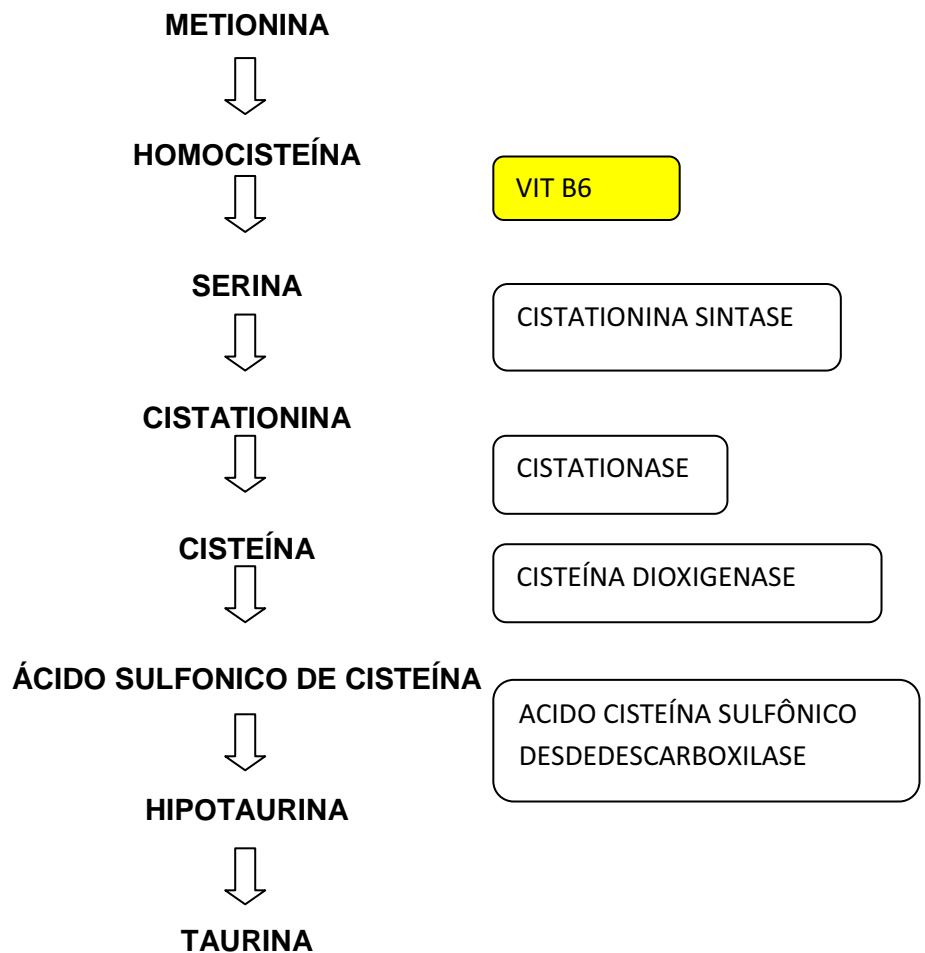 METIONINA
HOMOCISTEÍNA
VIT B6
SERINA
CISTATIONINA SINTASE
CISTATIONINA
CISTATIONASE
CISTEÍNA
CISTEÍNA DIOXIGENASE
ÁCIDO SULFONICO DE CISTEÍNA
ACIDO CISTEÍNA SULFÔNICO
DESDEDESCARBOXILASE
HIPOTAURINA
TAURINA